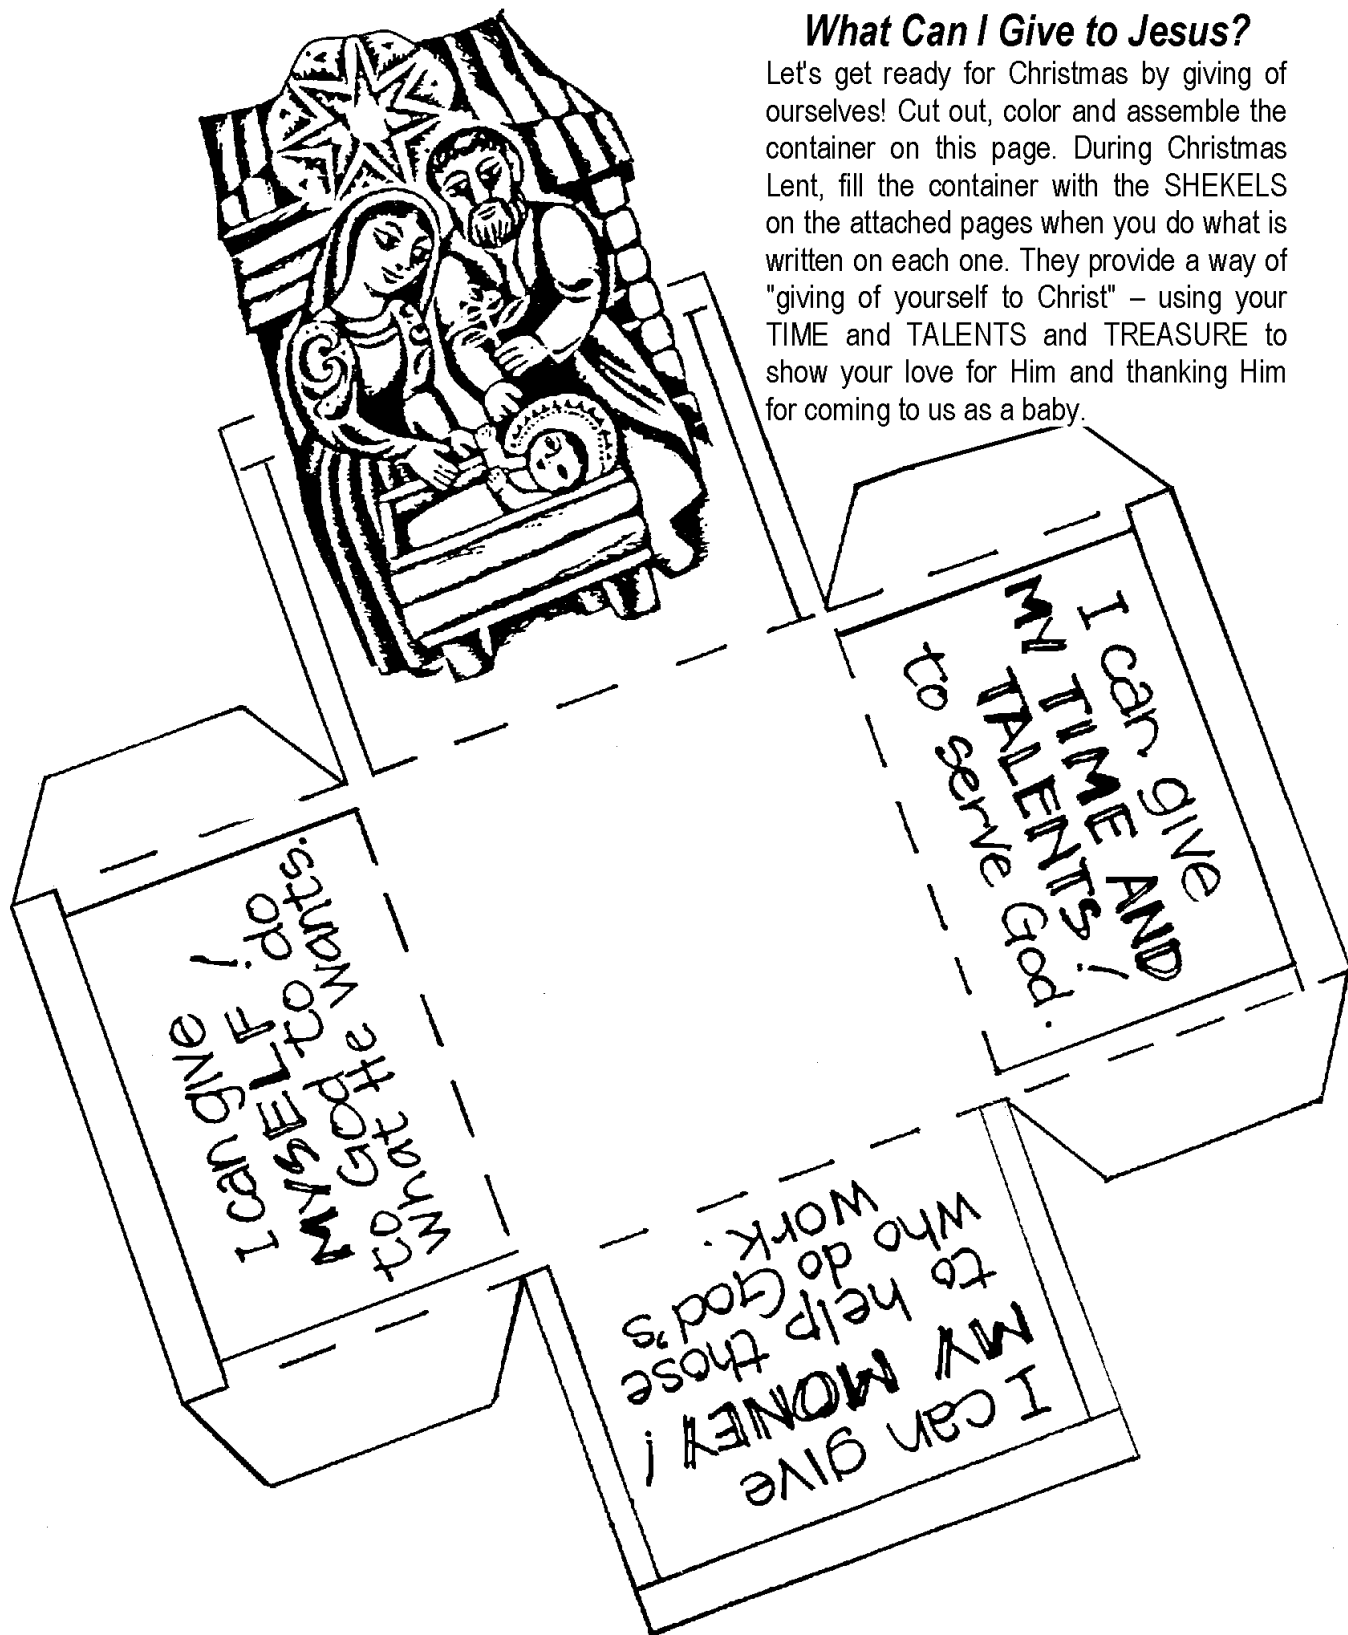 What Can I Give to Jesus?
Let's get ready for Christmas by giving of
ourselves! Cut out, color and assemble the
container on this page. During Christmas
Lent, fill the container with the SHEKELS
on the attached pages when you do what is
written on each one. They provide a way of
"giving of yourself to Christ" – using your
TIME and TALENTS and TREASURE to
show your love for Him and thanking Him
for coming to us as a baby.
I can give
MY TIME AND
TALENTS!
to serve God.
I can give
MYSELF!
to God to do
what He wants.
I can give
MY MONEY!
to help those
who do God's
work.